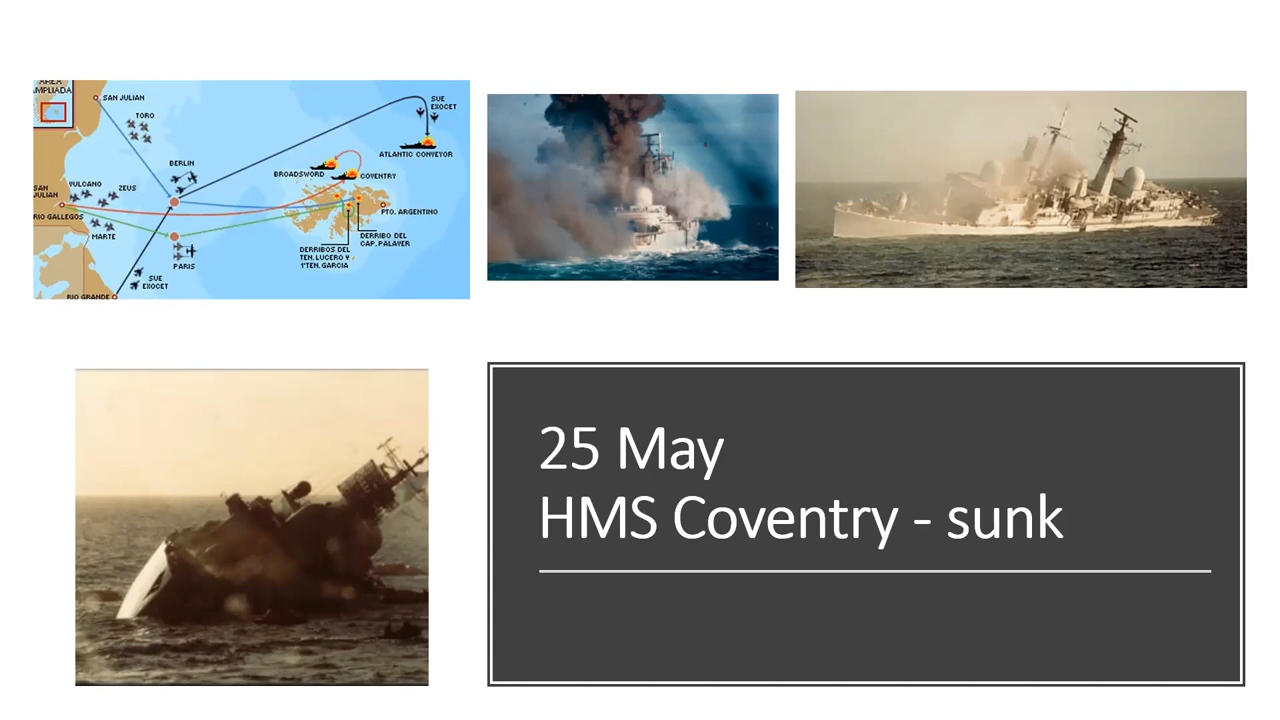 AREA
AMPLIADA
SAN JULIAN
TORO
SUE
EXOCET
ATLANTIC CONVEYOR
BERLIN
BROADSWORD
COVENTRY
SAN
JULIAN
VULCANO
ZEUS
RIO GALLEGOS
PTO. ARGENTINO
MARTE
DERRIBO DEL
CAP. PALAVER
DERRIBOS DEL
TEN. LUCERO Y
1°TEN. GARCIA
PARIS
SUE
EXOCET
RIO GRANDE
25 May
HMS Coventry - sunk